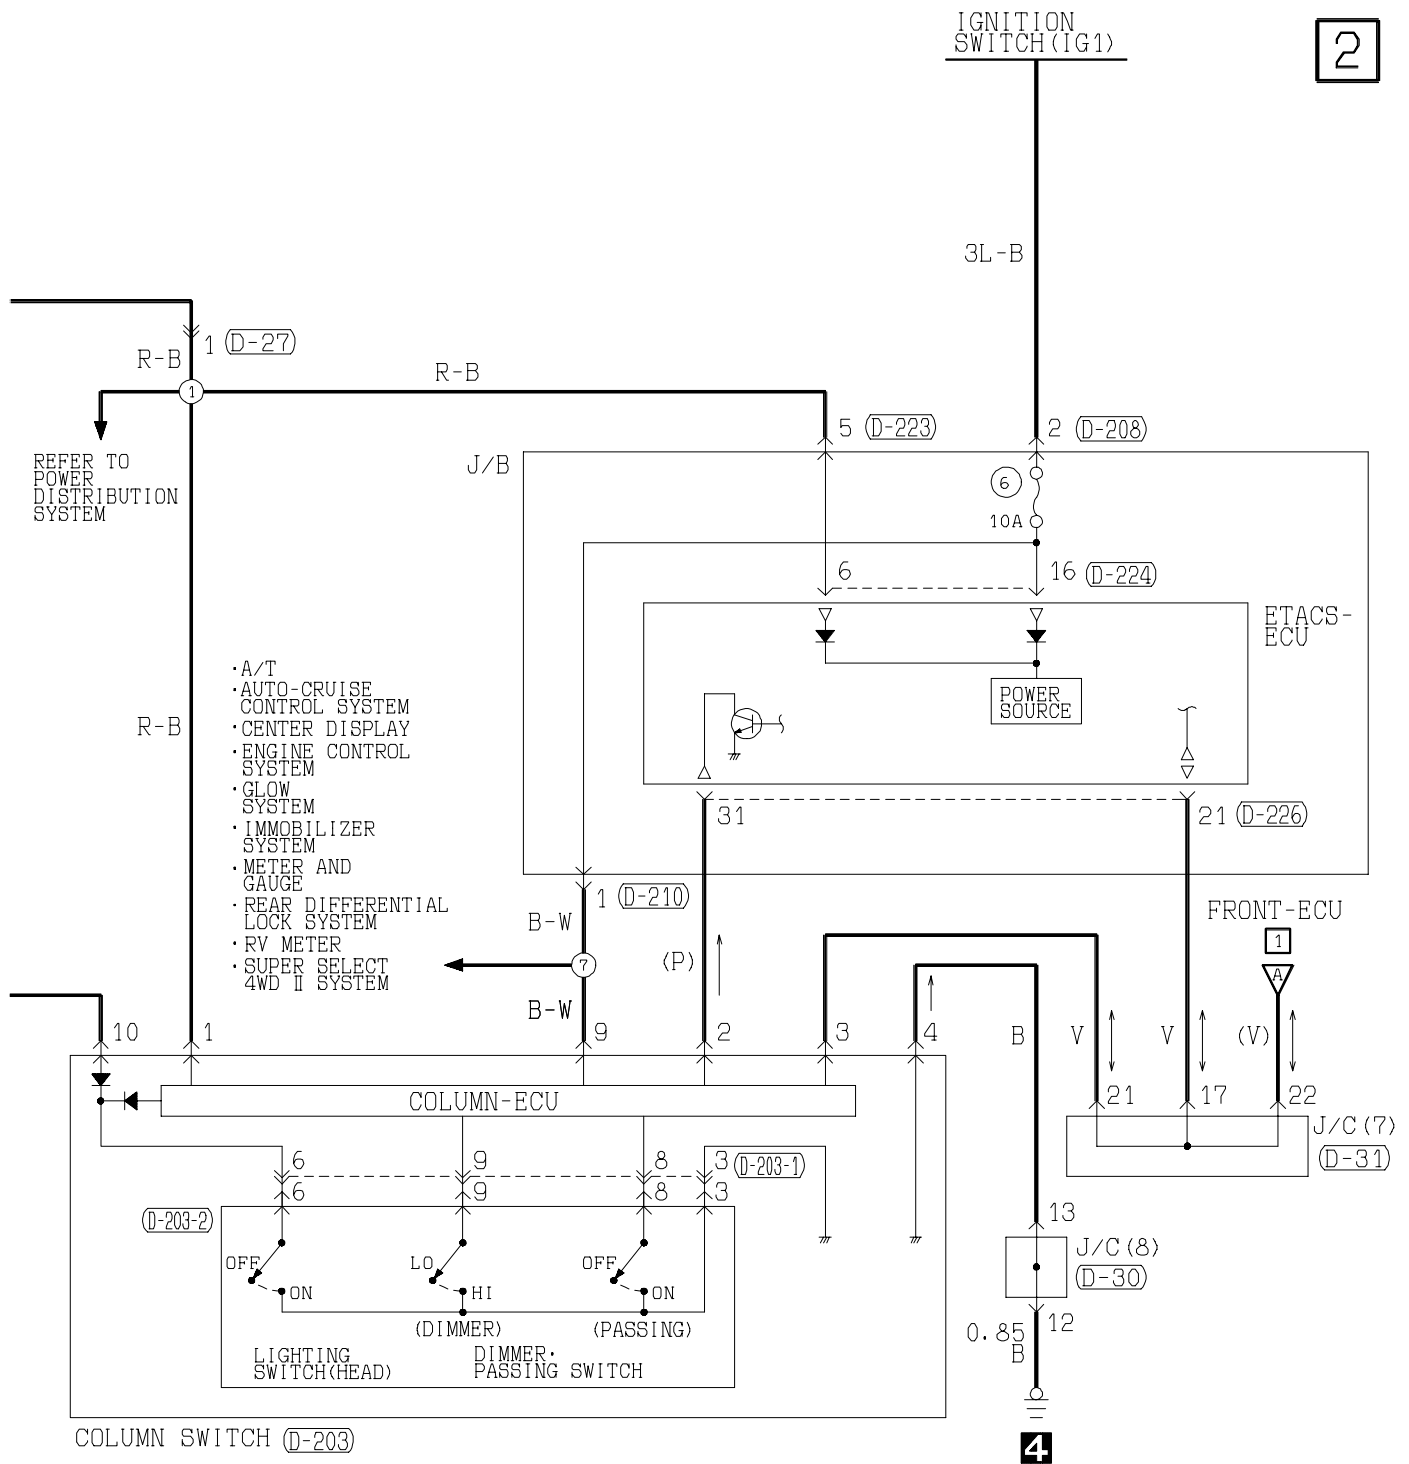 IGNITION
SWITCH(IG1)
2
3L-B
1 D-27
R-B
R-B
1
5 D-223
2 D-208
REFER TO
POWER
DISTRIBUTION
SYSTEM
J/B
6
10A
6
16 D-224
ETACS-
ECU
POWER
SOURCE
R-B
·A/T
·AUTO-CRUISE
CONTROL SYSTEM
·CENTER DISPLAY
·ENGINE CONTROL
SYSTEM
·GLOW
SYSTEM
·IMMOBILIZER
SYSTEM
·METER AND
GAUGE
·REAR DIFFERENTIAL
LOCK SYSTEM
·RV METER
·SUPER SELECT
4WD Ⅱ SYSTEM
31
21 D-226
1 D-210
B-W
7
B-W
(P)
FRONT-ECU
1
A
10
1
9
2
3
4
B
V
V
(V)
COLUMN-ECU
21
17
22
J/C(7)
D-31
6
9
8
3 D-203-1
6
9
8
3
D-203-2
13
J/C(8)
D-30
12
0.85
B
OFF
ON
LO
HI
OFF
ON
(DIMMER)
(PASSING)
LIGHTING
SWITCH(HEAD)
DIMMER·
PASSING SWITCH
COLUMN SWITCH D-203
4